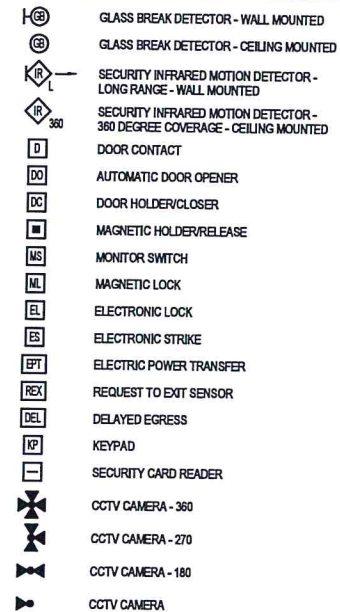 GB GLASS BREAK DETECTOR - WALL MOUNTED
GB GLASS BREAK DETECTOR - CEILING MOUNTED
IR L SECURITY INFRARED MOTION DETECTOR -
LONG RANGE - WALL MOUNTED
IR 360 SECURITY INFRARED MOTION DETECTOR -
360 DEGREE COVERAGE - CEILING MOUNTED
D DOOR CONTACT
DO AUTOMATIC DOOR OPENER
DC DOOR HOLDER/CLOSER
MAGNETIC HOLDER/RELEASE
MS MONITOR SWITCH
ML MAGNETIC LOCK
EL ELECTRONIC LOCK
ES ELECTRONIC STRIKE
EPT ELECTRIC POWER TRANSFER
REX REQUEST TO EXIT SENSOR
DEL DELAYED EGRESS
KP KEYPAD
SECURITY CARD READER
CCTV CAMERA - 360
CCTV CAMERA - 270
CCTV CAMERA - 180
CCTV CAMERA